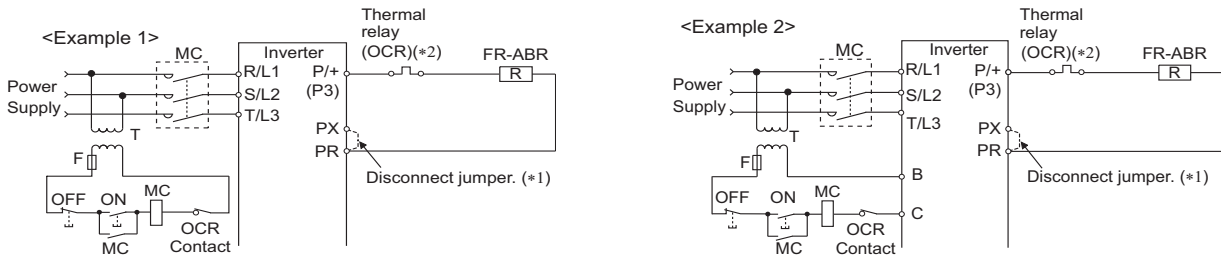 <Example 1>
MC
Inverter
Thermal
relay
(OCR)(*2)
FR-ABR
R/L1
P/+
R
Power
S/L2
(P3)
Supply
T/L3
T
PX
PR
F
Disconnect jumper. (*1)
OFF
ON
MC
OCR
Contact
MC
<Example 2>
MC
Inverter
Thermal
relay
(OCR)(*2)
FR-ABR
R/L1
P/+
R
Power
S/L2
(P3)
Supply
T/L3
T
PX
PR
F
B
Disconnect jumper. (*1)
OFF
ON
MC
C
OCR
Contact
MC